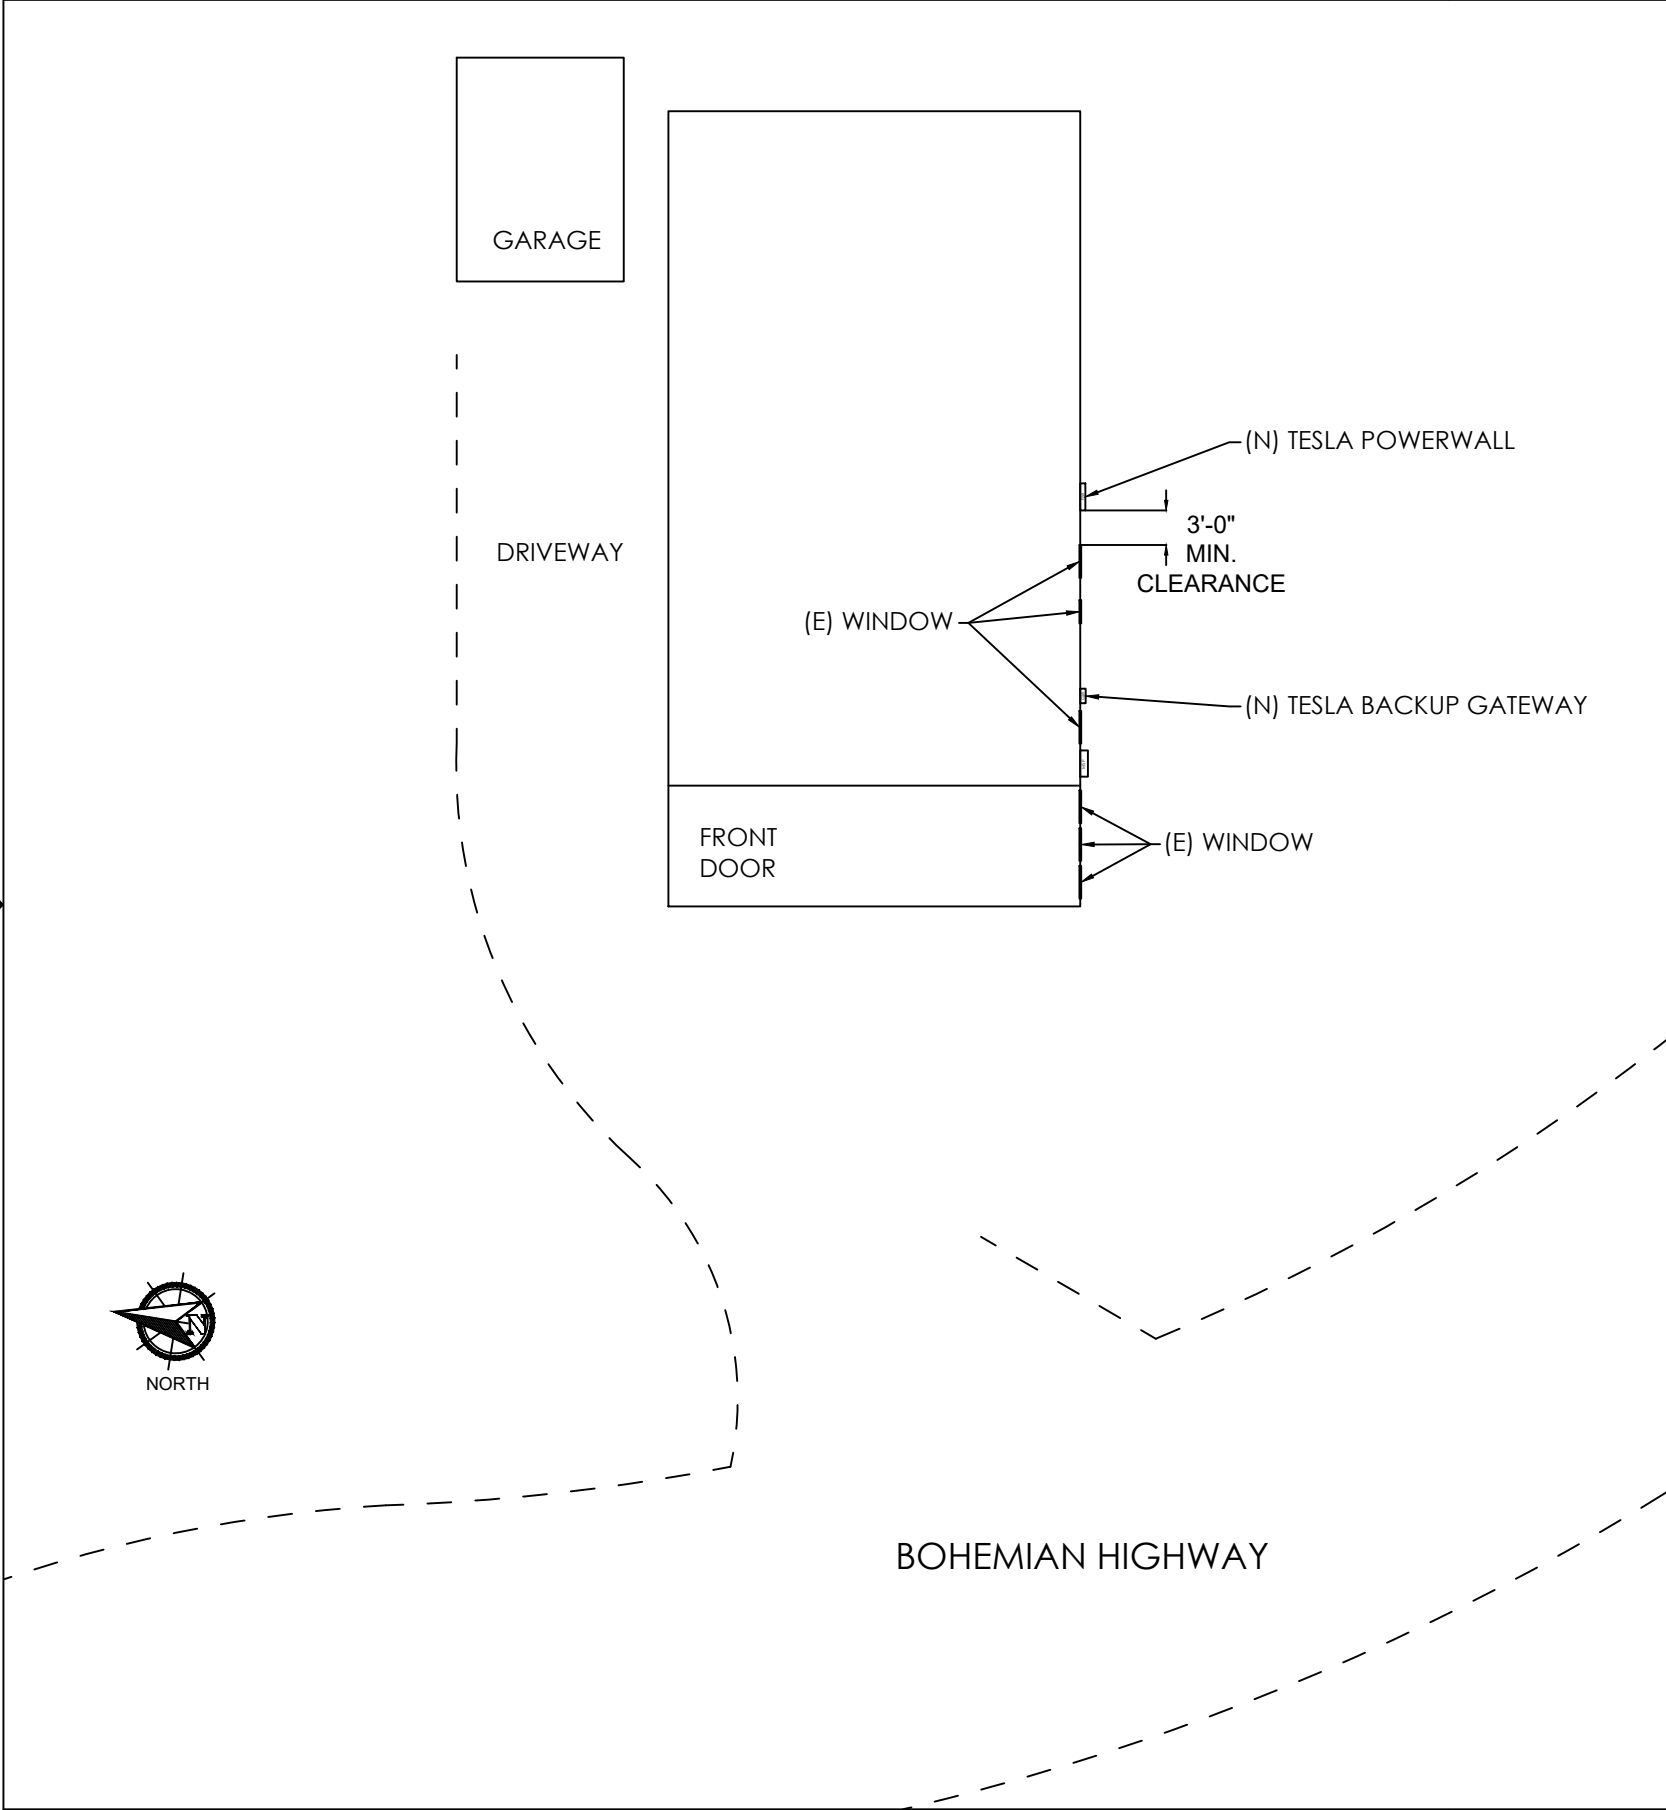 GARAGE
(N) TESLA POWERWALL
3'-0"
MIN.
CLEARANCE
DRIVEWAY
(E) WINDOW
(N) TESLA BACKUP GATEWAY
FRONT
DOOR
(E) WINDOW
N
NORTH
BOHEMIAN HIGHWAY